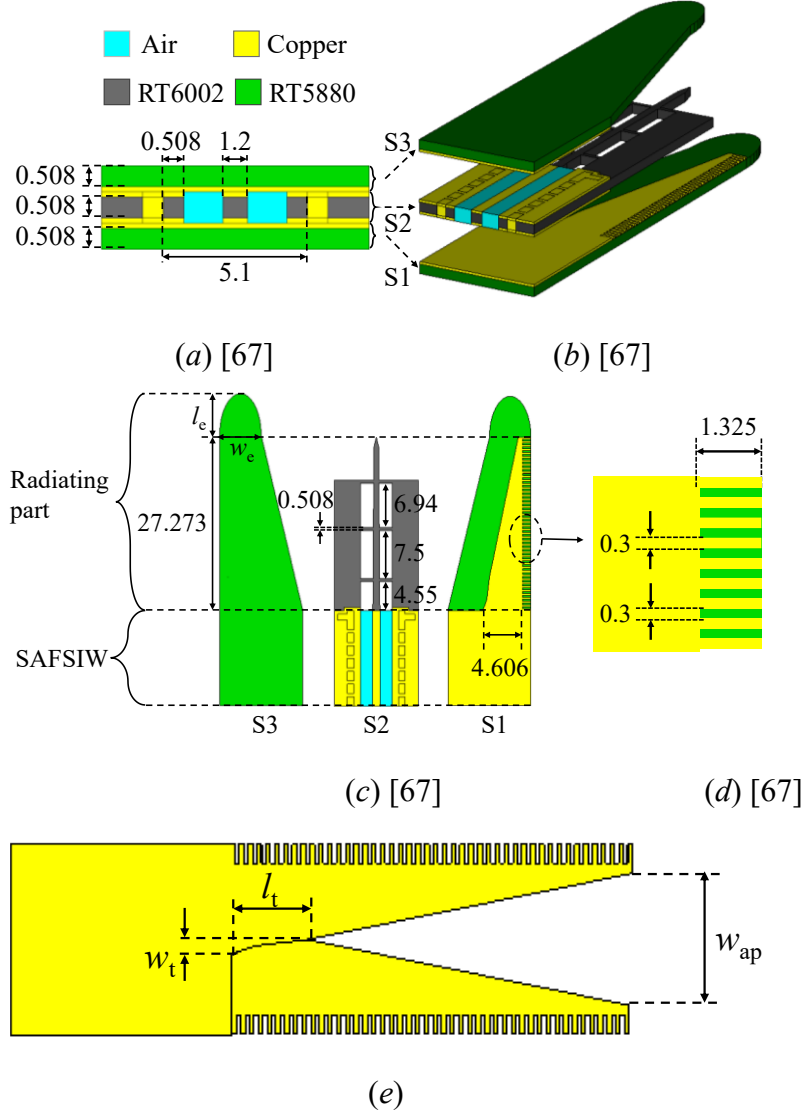 Air
Copper
RT6002
RT5880
0.508
1.2
0.508
0.508
0.508
5.1
S3
S2
S1
(a) [67]
(b) [67]
Radiating
part
lₑ
wₑ
27.273
0.508
6.94
7.5
4.55
4.606
1.325
0.3
0.3
SAFSIW
S3
S2
S1
(c) [67]
(d) [67]
lₜ
wₜ
wₐₚ
(e)